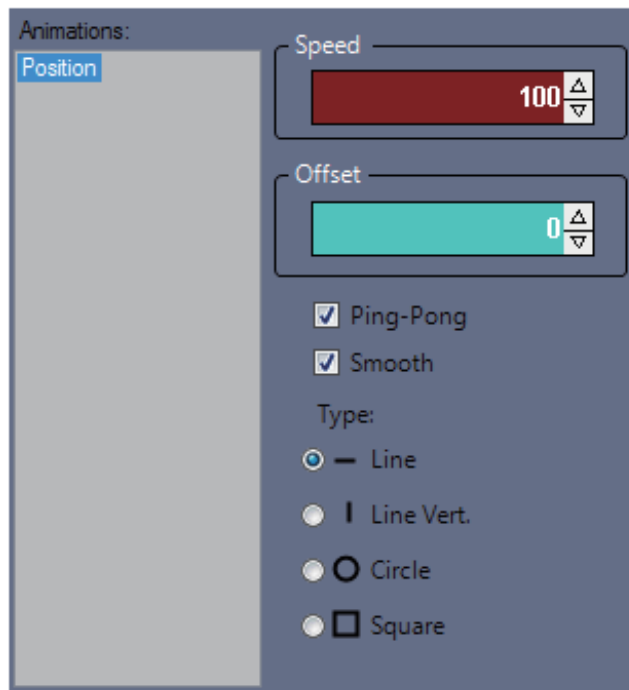 Animations:
Position
Speed
100
Offset
0
Ping-Pong
Smooth
Type:
Line
Line Vert.
Circle
Square